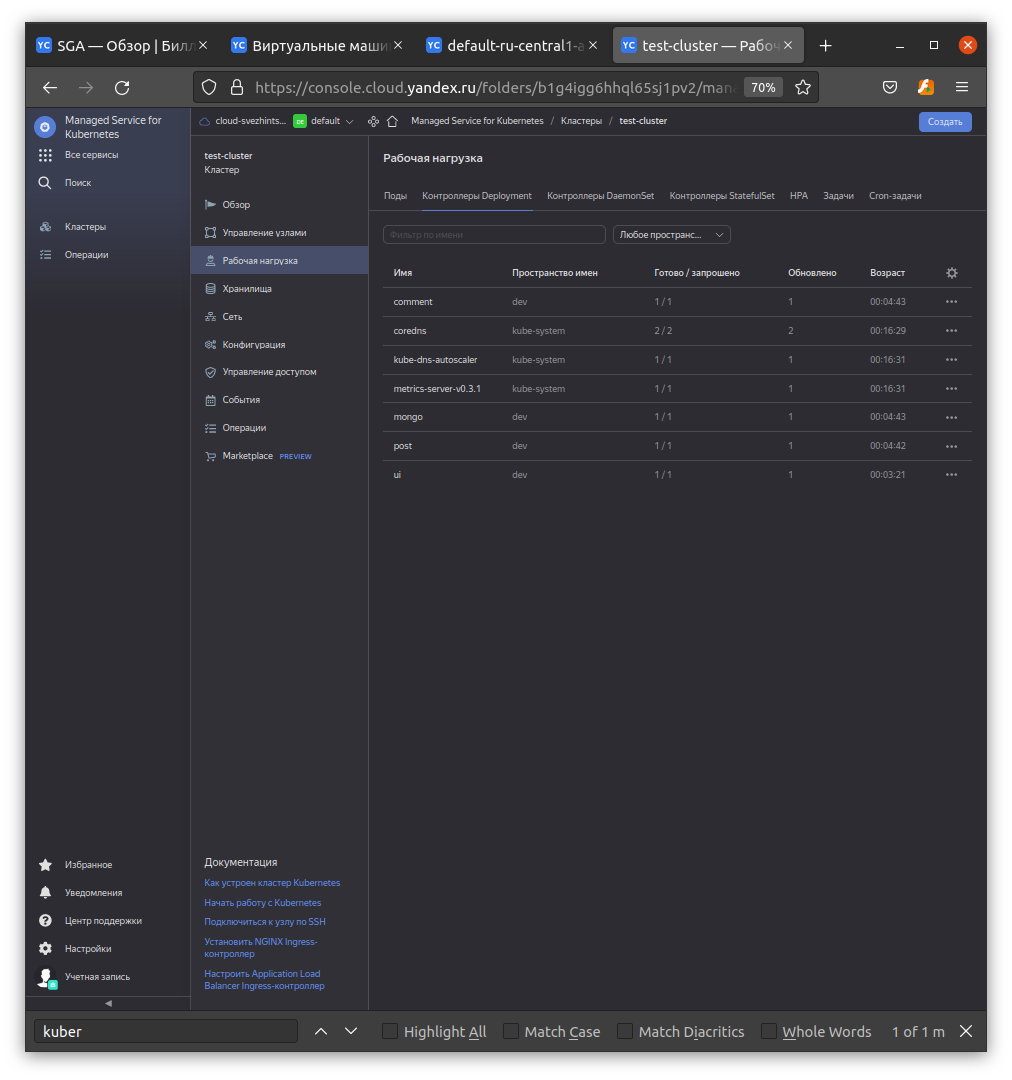 YC SGA — Обзор | Билл
YC Виртуальные маши
YC default-ru-central1-a
YC test-cluster — Рабоч
https://console.cloud.yandex.ru/folders/b1g4igg6hhql65sj1pv2/mana
70%
Managed Service for
Kubernetes
Все сервисы
Поиск
Кластеры
Операции
Избранное
Уведомления
Центр поддержки
Настройки
Учетная запись
cloud-svezhints... DE default Managed Service for Kubernetes / Кластеры / test-cluster
Создать
test-cluster
Кластер
Обзор
Управление узлами
Рабочая нагрузка
Хранилища
Сеть
Конфигурация
Управление доступом
События
Операции
Marketplace PREVIEW
Документация
Как устроен кластер Kubernetes
Начать работу с Kubernetes
Подключиться к узлу по SSH
Установить NGINX Ingress-
контроллер
Настроить Application Load
Balancer Ingress-контроллер
Рабочая нагрузка
Поды Контроллеры Deployment Контроллеры DaemonSet Контроллеры StatefulSet HPA Задачи Cron-задачи
Фильтр по имени Любое пространс...
Имя Пространство имен Готово / запрошено Обновлено Возраст
comment dev 1 / 1 1 00:04:43
coredns kube-system 2 / 2 2 00:16:29
kube-dns-autoscaler kube-system 1 / 1 1 00:16:31
metrics-server-v0.3.1 kube-system 1 / 1 1 00:16:31
mongo dev 1 / 1 1 00:04:43
post dev 1 / 1 1 00:04:42
ui dev 1 / 1 1 00:03:21
kuber Highlight All Match Case Match Diacritics Whole Words 1 of 1 m